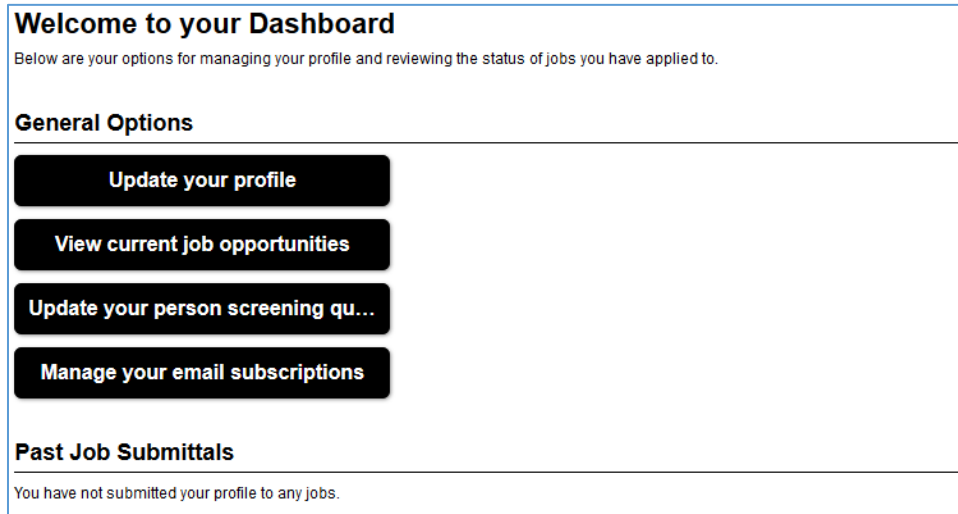 Welcome to your Dashboard
Below are your options for managing your profile and reviewing the status of jobs you have applied to.
General Options
Update your profile
View current job opportunities
Update your person screening qu...
Manage your email subscriptions
Past Job Submittals
You have not submitted your profile to any jobs.